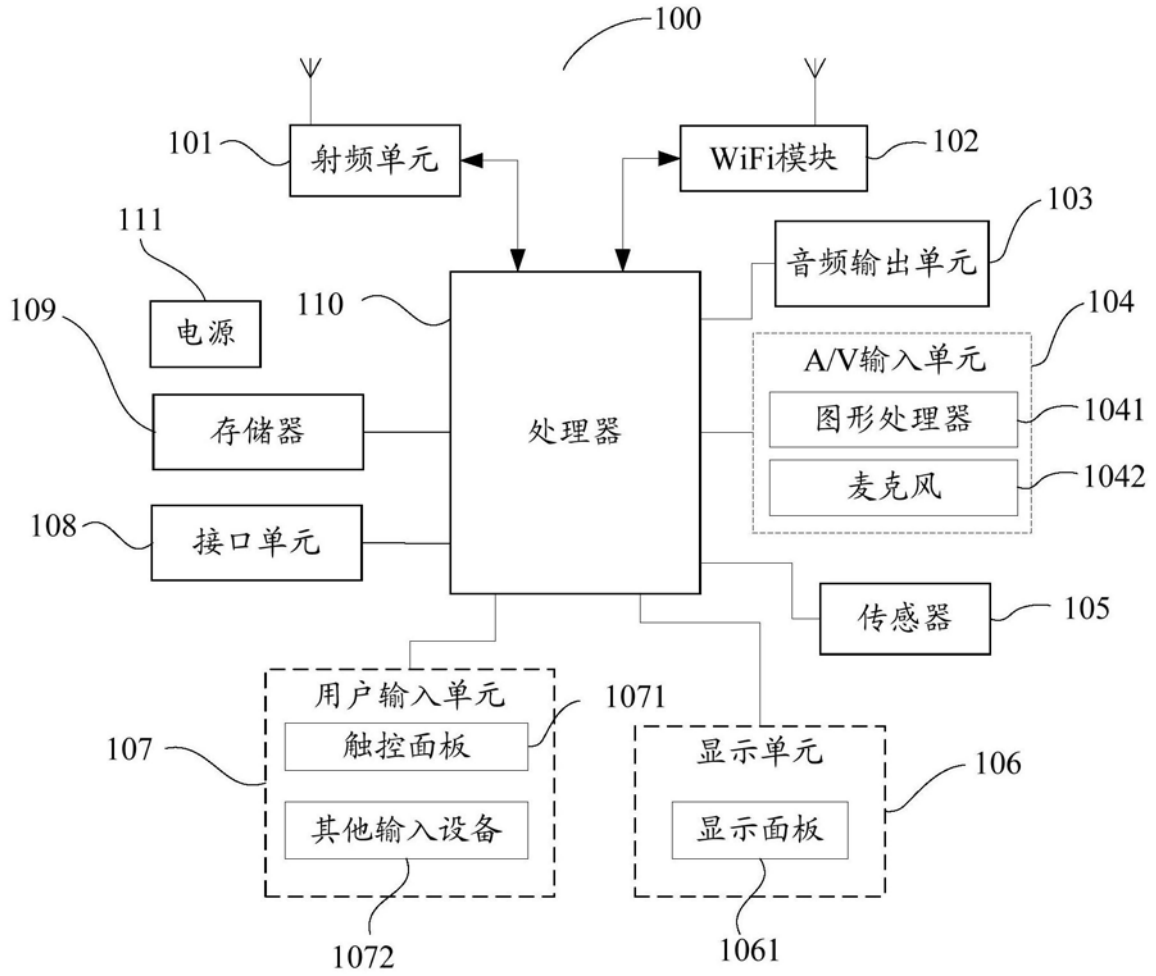 100
101
射频单元
WiFi模块
102
111
103
音频输出单元
109
电源
110
104
A/V输入单元
存储器
处理器
图形处理器
1041
麦克风
1042
108
接口单元
传感器
105
用户输入单元
1071
107
触控面板
显示单元
106
其他输入设备
显示面板
1072
1061